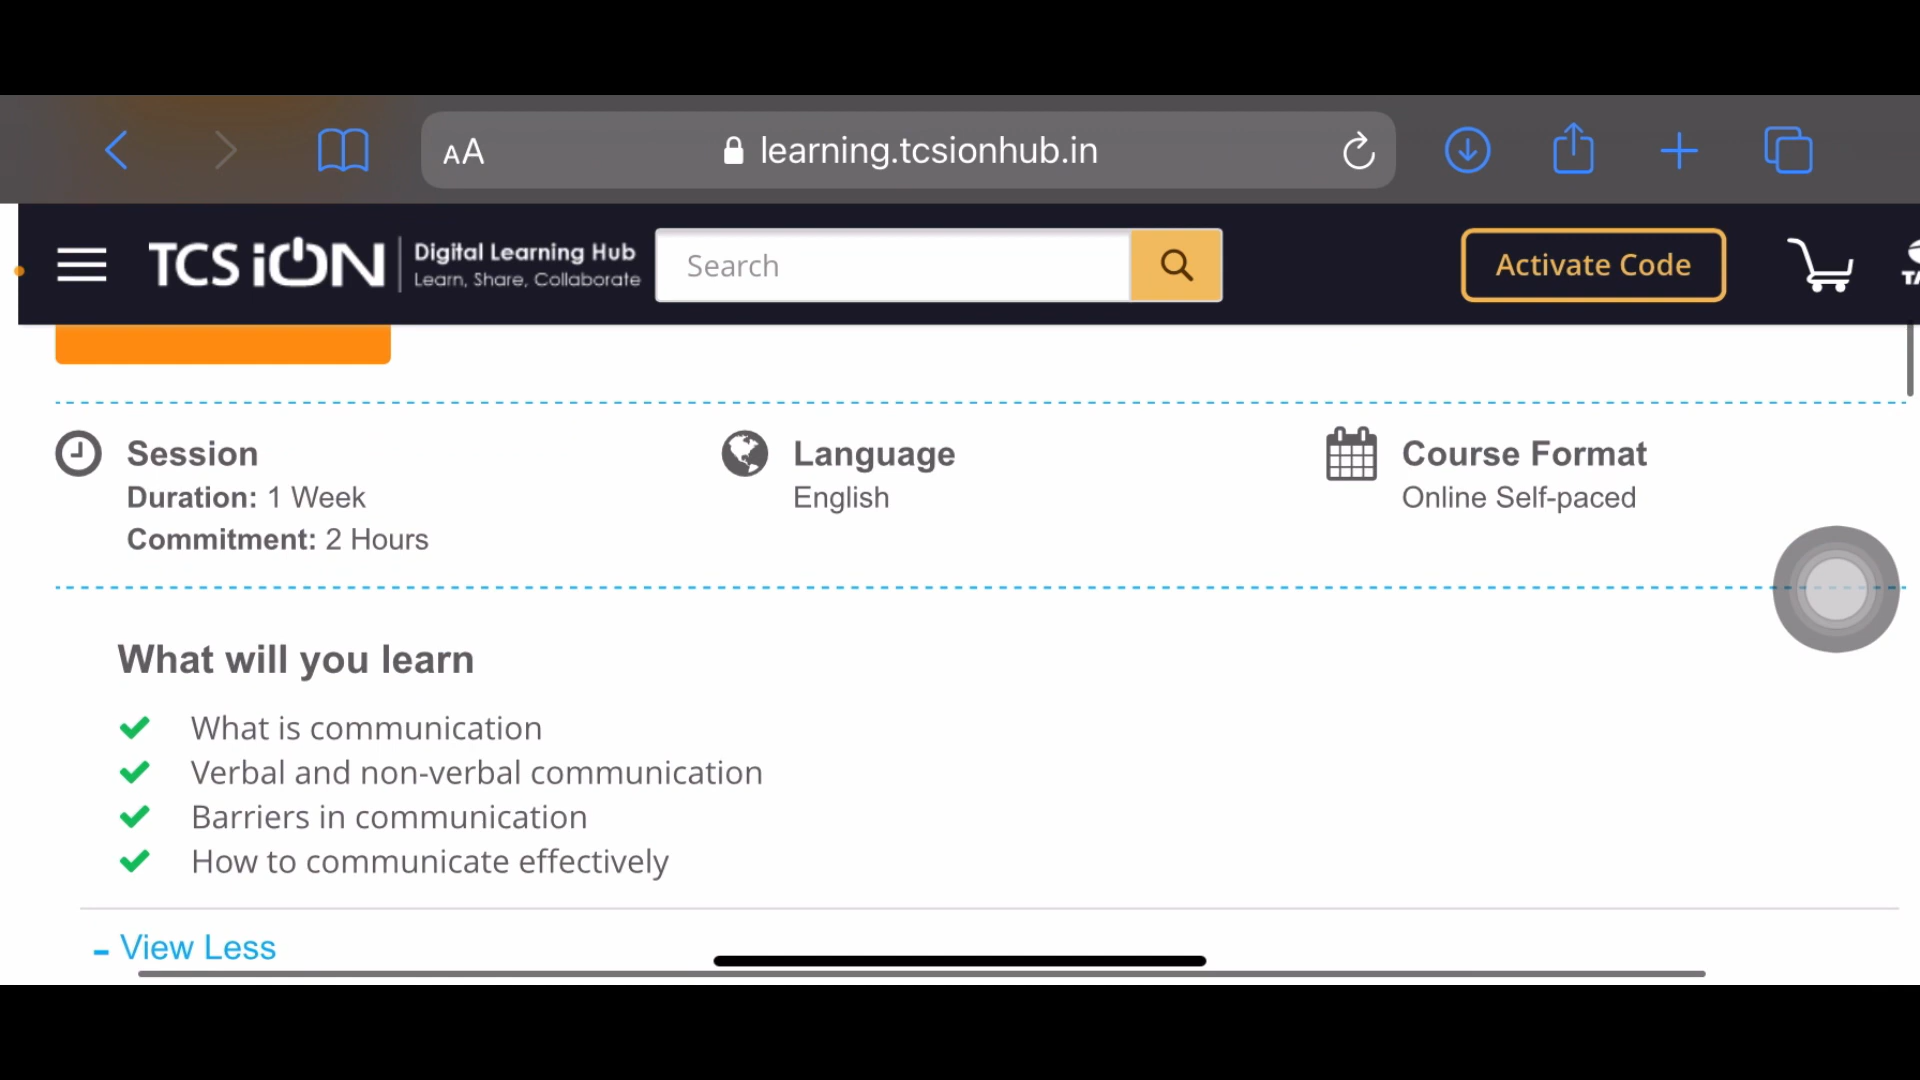 AA learning.tcsionhub.in
TCS iON Digital Learning Hub
Learn, Share, Collaborate
Search
Activate Code
Session
Duration: 1 Week
Commitment: 2 Hours
Language
English
Course Format
Online Self-paced
What will you learn
What is communication
Verbal and non-verbal communication
Barriers in communication
How to communicate effectively
- View Less